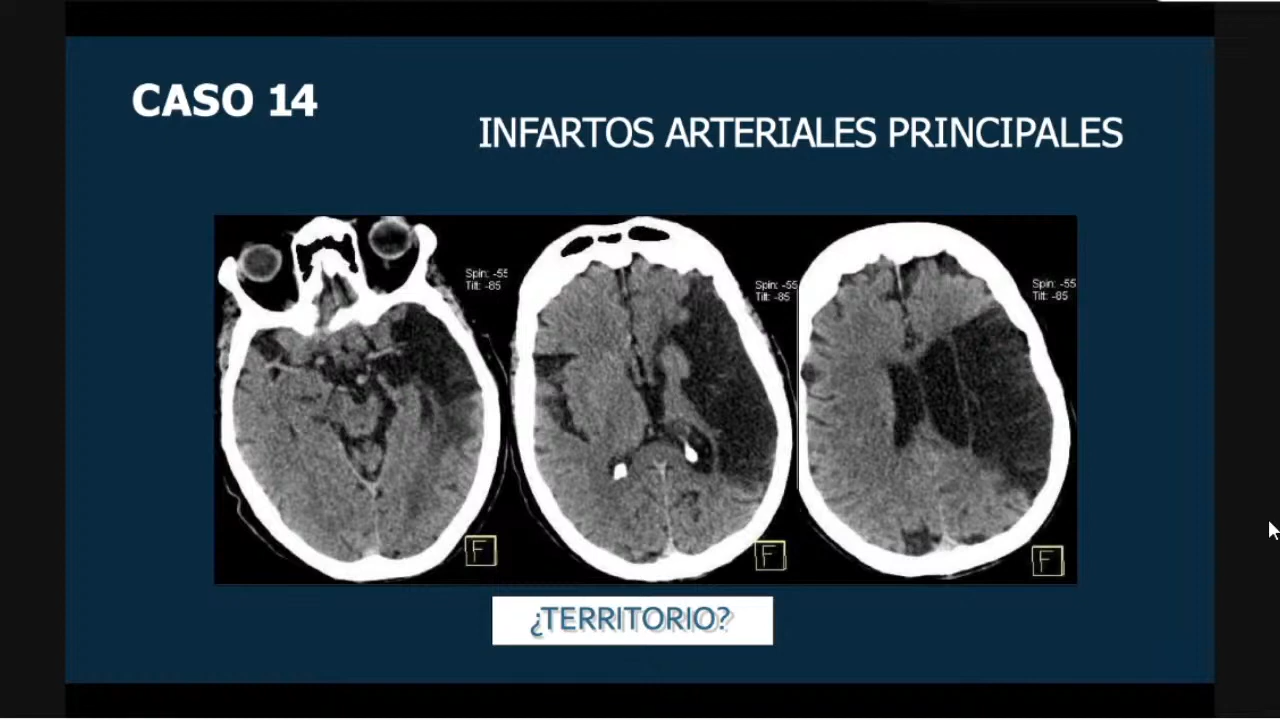 CASO 14
INFARTOS ARTERIALES PRINCIPALES
Spin: -55
Tilt: -85
Spin: -55
Tilt: -85
Spin: -55
Tilt: -85
F
F
F
¿TERRITORIO?